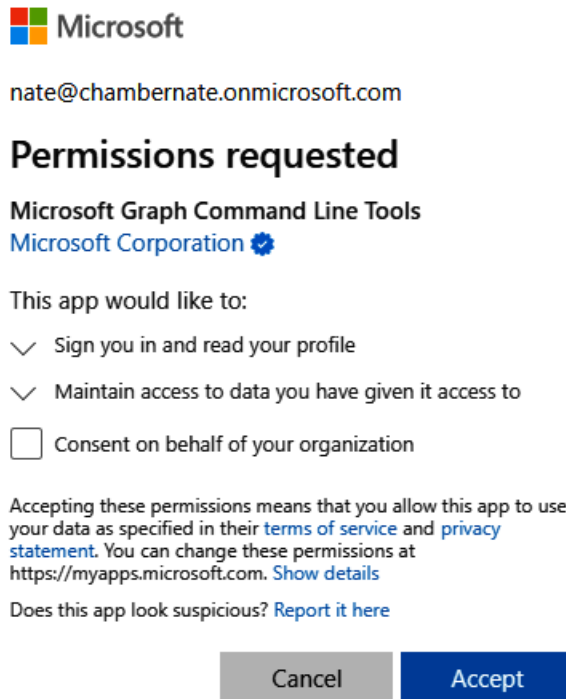 Microsoft
nate@chambernate.onmicrosoft.com
Permissions requested
Microsoft Graph Command Line Tools
Microsoft Corporation
This app would like to:
Sign you in and read your profile
Maintain access to data you have given it access to
Consent on behalf of your organization
Accepting these permissions means that you allow this app to use
your data as specified in their terms of service and privacy
statement. You can change these permissions at
https://myapps.microsoft.com. Show details
Does this app look suspicious? Report it here
Cancel
Accept